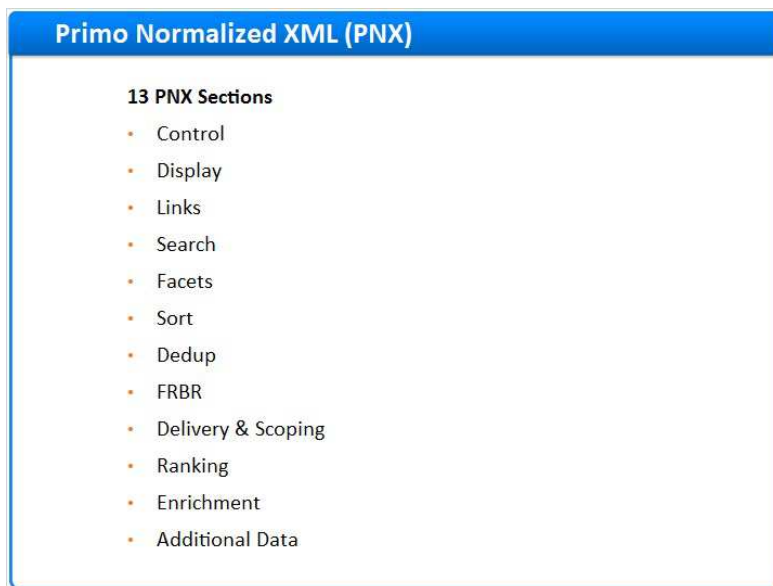 Primo Normalized XML (PNX)
13 PNX Sections
• Control
• Display
• Links
• Search
• Facets
• Sort
• Dedup
• FRBR
• Delivery & Scoping
• Ranking
• Enrichment
• Additional Data